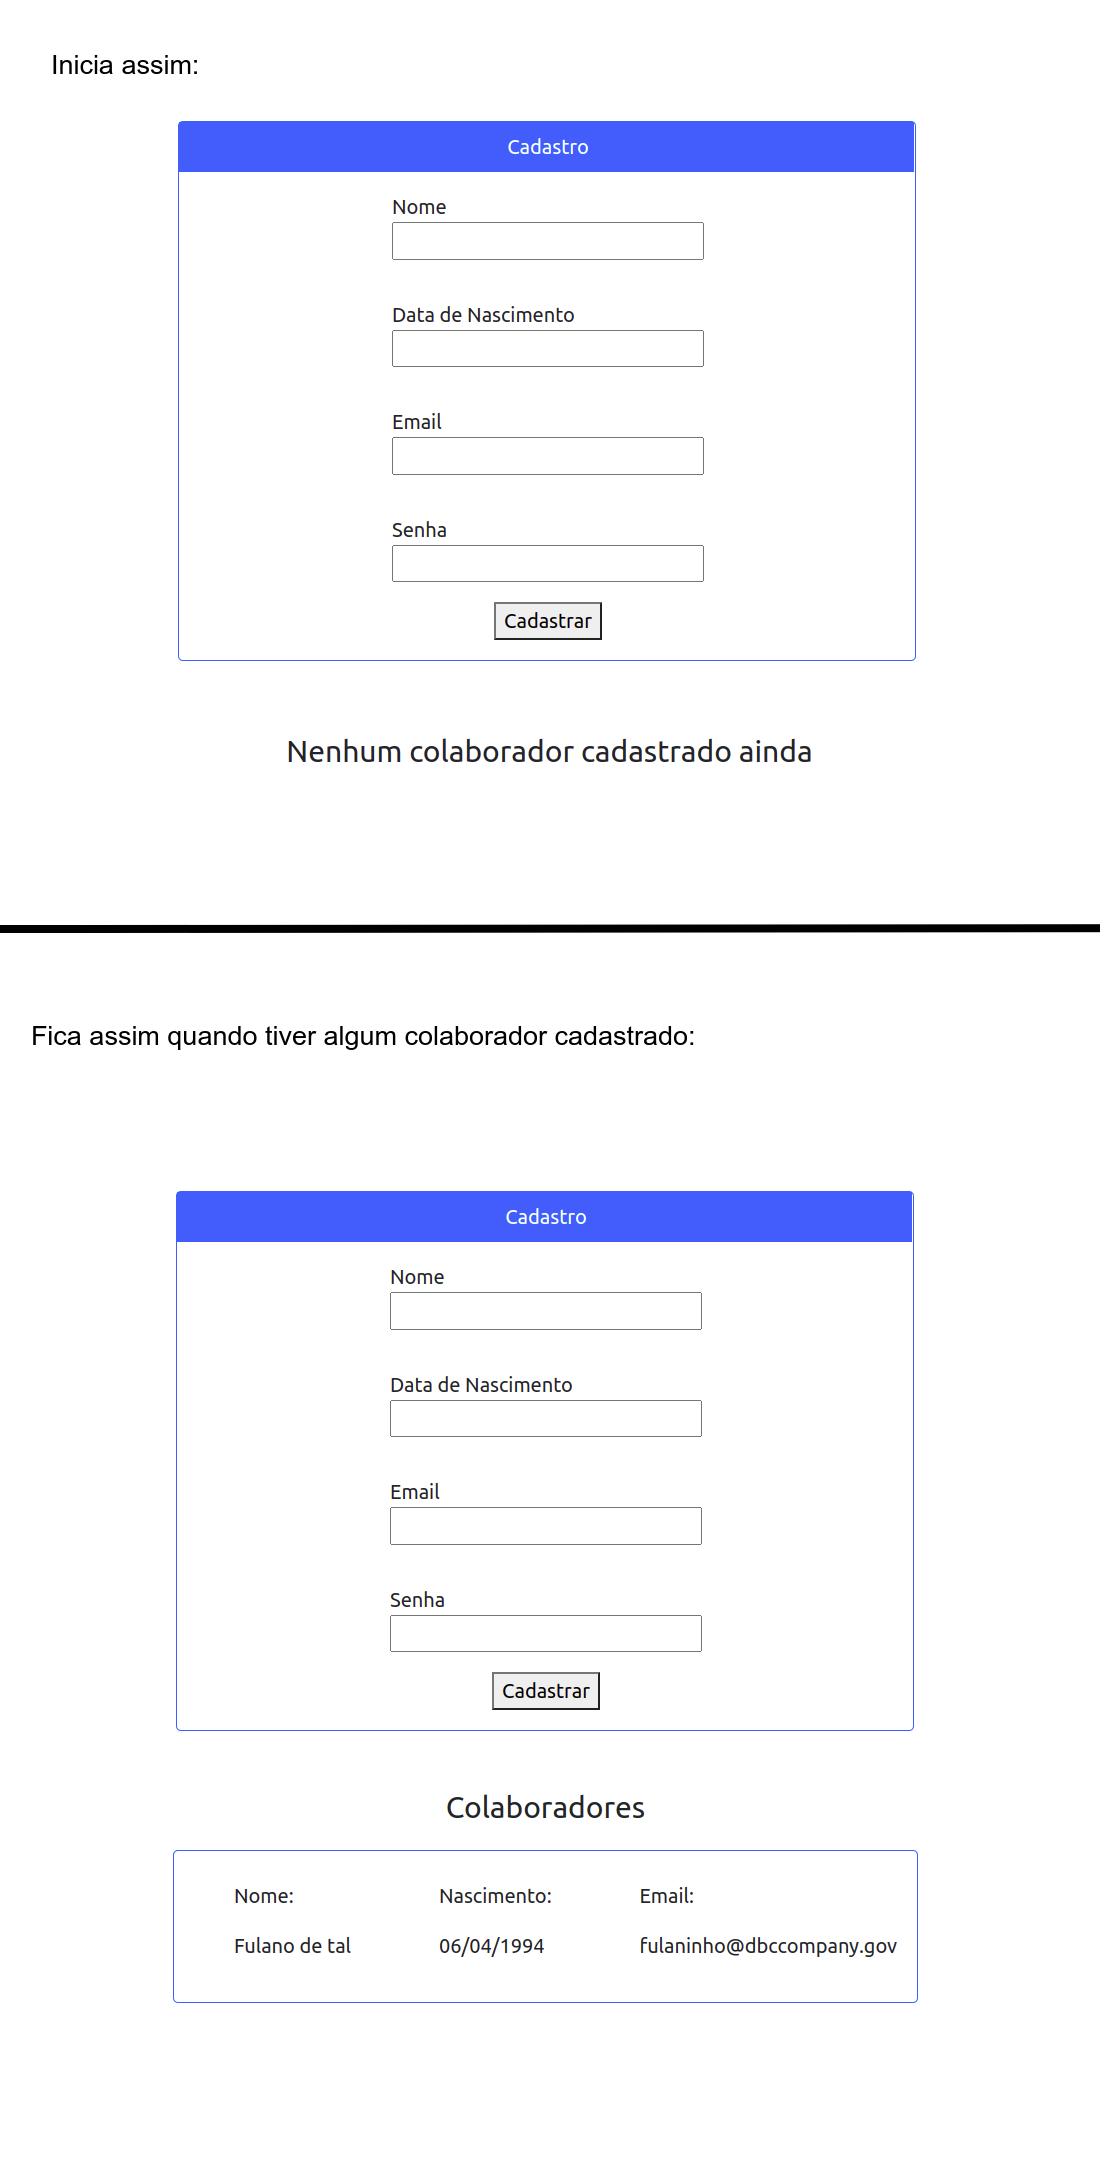 Inicia assim:
Cadastro
Nome
Data de Nascimento
Email
Senha
Cadastrar
Nenhum colaborador cadastrado ainda
Fica assim quando tiver algum colaborador cadastrado:
Cadastro
Nome
Data de Nascimento
Email
Senha
Cadastrar
Colaboradores
Nome: Nascimento: Email:
Fulano de tal 06/04/1994 fulaninho@dbccompany.gov